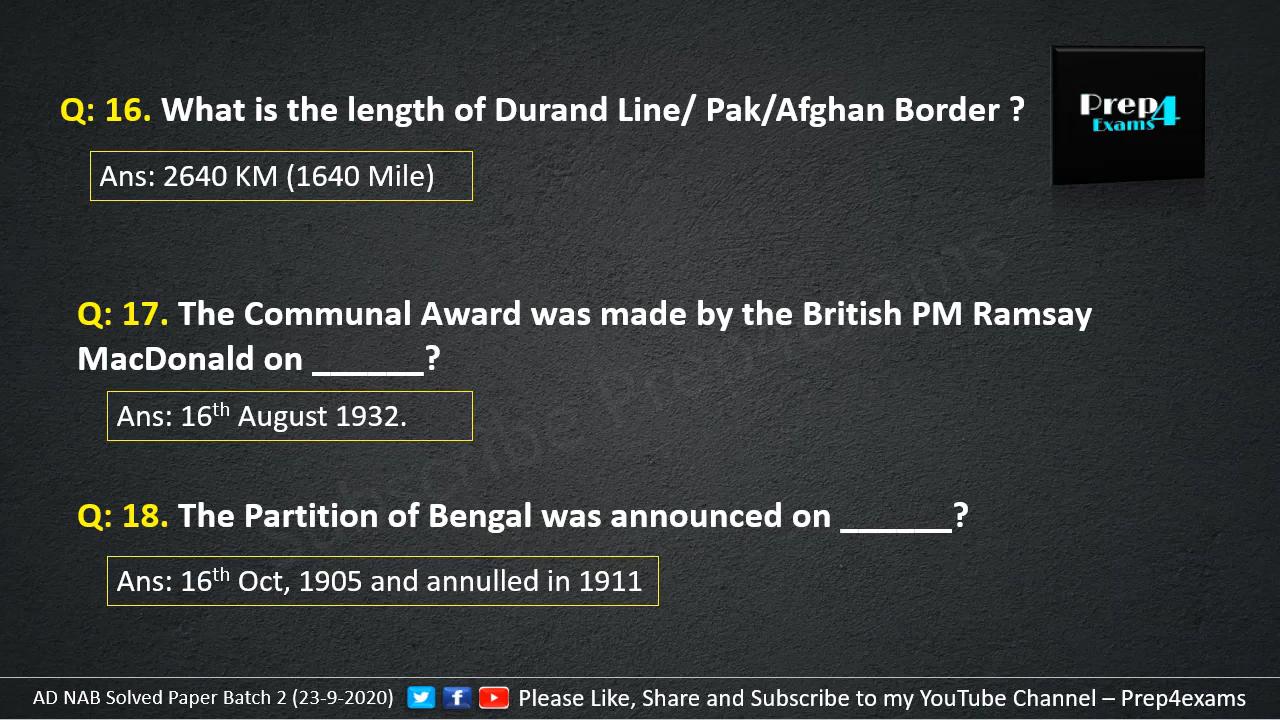 Q: 16. What is the length of Durand Line/ Pak/Afghan Border ?
Prep4
Exams
Ans: 2640 KM (1640 Mile)
Q: 17. The Communal Award was made by the British PM Ramsay
MacDonald on ______?
Ans: 16th August 1932.
Q: 18. The Partition of Bengal was announced on ______?
Ans: 16th Oct, 1905 and annulled in 1911
Subscribe Prep4Exams
AD NAB Solved Paper Batch 2 (23-9-2020) Please Like, Share and Subscribe to my YouTube Channel – Prep4exams